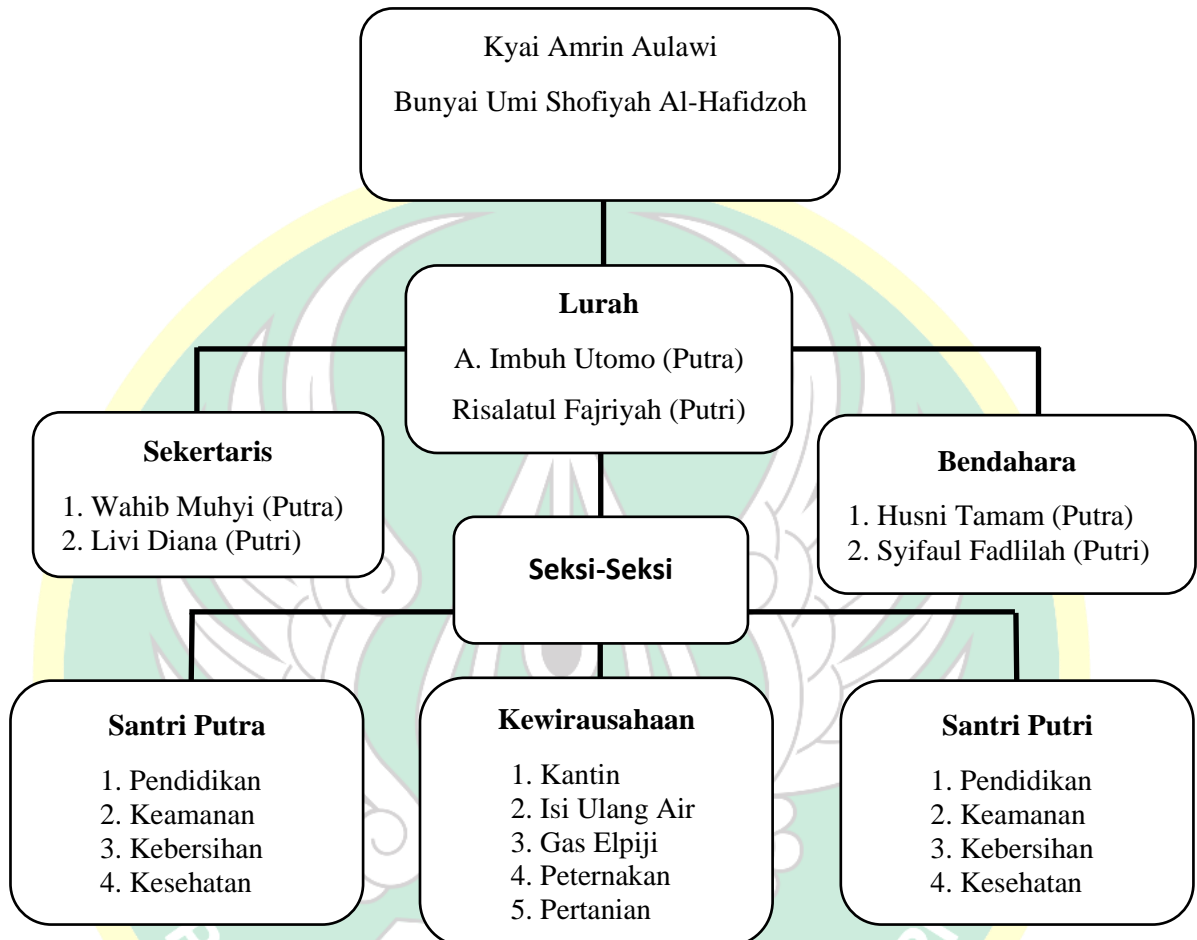 Kyai Amrin Aulawi
Bunyai Umi Shofiyah Al-Hafidzoh
Lurah
A. Imbuh Utomo (Putra)
Risalatul Fajriyah (Putri)
Sekertaris
1. Wahib Muhyi (Putra)
2. Livi Diana (Putri)
Bendahara
1. Husni Tamam (Putra)
2. Syifaul Fadlilah (Putri)
Seksi-Seksi
Santri Putra
1. Pendidikan
2. Keamanan
3. Kebersihan
4. Kesehatan
Kewirausahaan
1. Kantin
2. Isi Ulang Air
3. Gas Elpiji
4. Peternakan
5. Pertanian
Santri Putri
1. Pendidikan
2. Keamanan
3. Kebersihan
4. Kesehatan